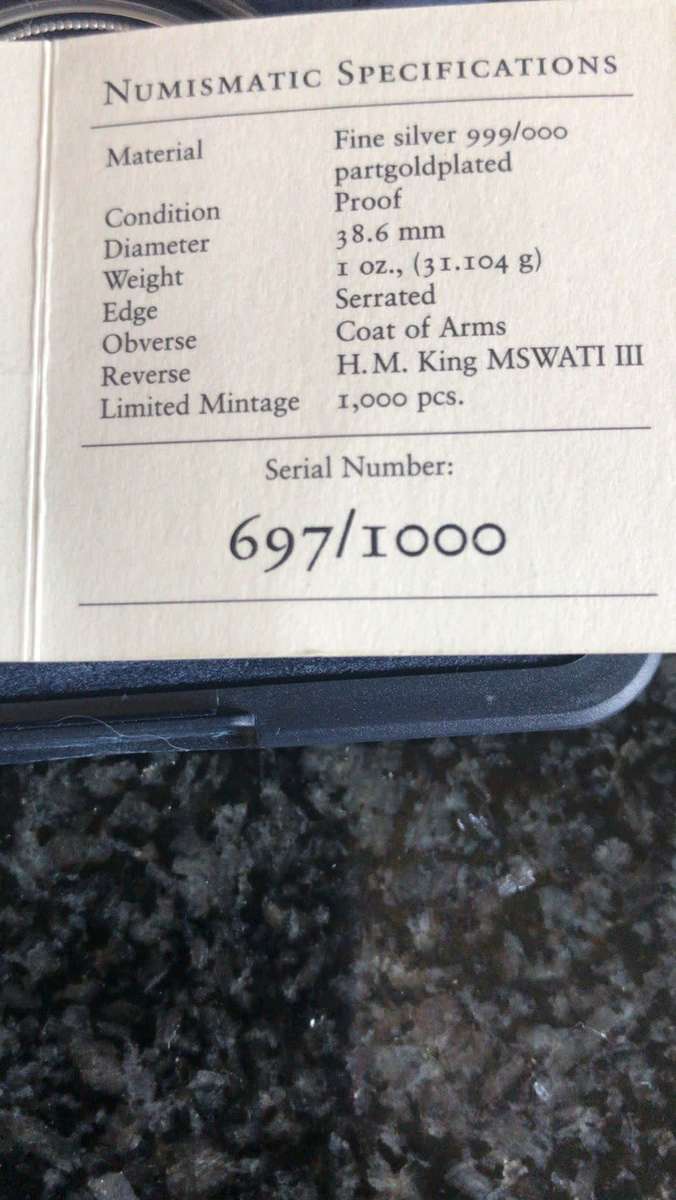 NUMISMATIC SPECIFICATIONS
Material Fine silver 999/000
partgoldplated
Condition Proof
Diameter 38.6 mm
Weight 1 oz., (31.104 g)
Edge Serrated
Obverse Coat of Arms
Reverse H.M. King MSWATI III
Limited Mintage 1,000 pcs.
Serial Number:
697/1000